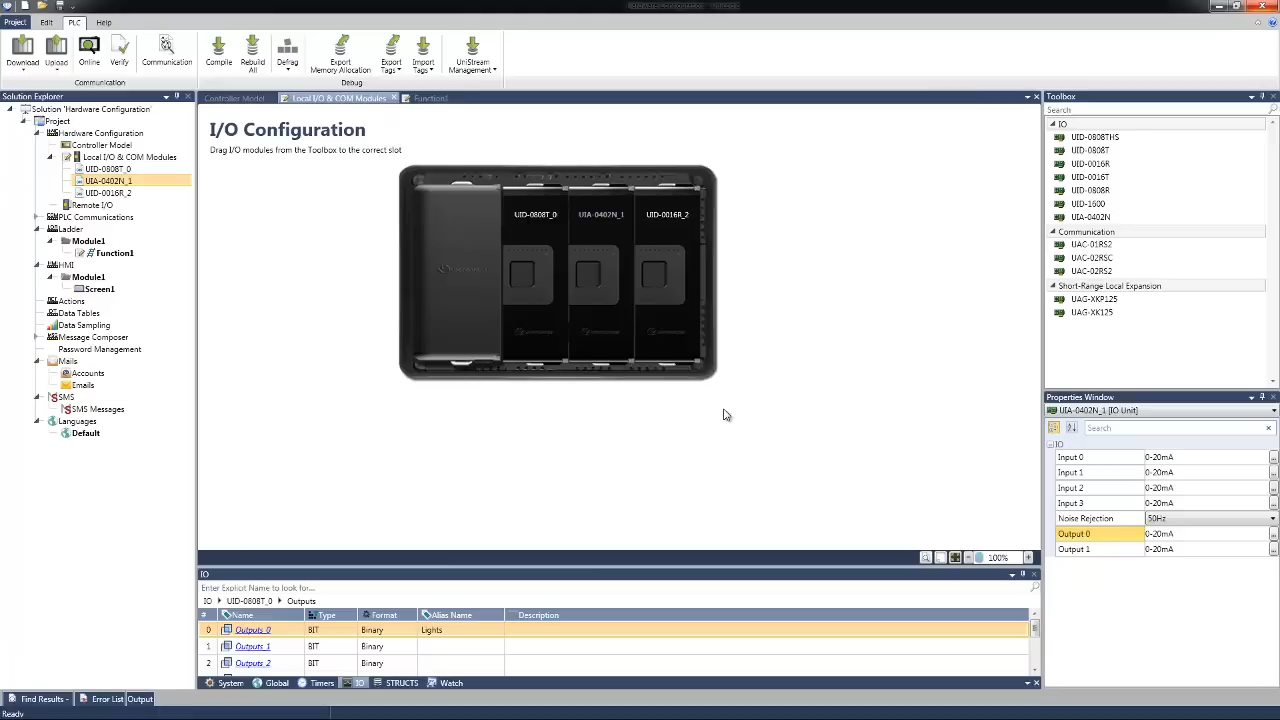 Project Edit PLC Help
Download Upload Online Verify Communication Compile Rebuild All Defrag Export Memory Allocation Export Tags Import Tags UniStream Management
Communication Debug
Solution Explorer
Solution 'Hardware Configuration'
Project
Hardware Configuration
Controller Model
Local I/O & COM Modules
UID-0808T_0
UIA-0402N_1
UID-0016R_2
Remote I/O
PLC Communications
Ladder
Module1
Function1
HMI
Module1
Screen1
Actions
Data Tables
Data Sampling
Message Composer
Password Management
Mails
Accounts
Emails
SMS
SMS Messages
Languages
Default
Controller Model Local I/O & COM Modules Function1
I/O Configuration
Drag I/O modules from the Toolbox to the correct slot
UID-0808T_0 UIA-0402N_1 UID-0016R_2
100%
IO
Enter Explicit Name to look for...
IO UID-0808T_0 Outputs
# Name Type Format Alias Name Description
0 Outputs_0 BIT Binary Lights
1 Outputs_1 BIT Binary
2 Outputs_2 BIT Binary
System Global Timers IO STRUCTS Watch
Toolbox
Search
IO
UID-0808THS
UID-0808T
UID-0016R
UID-0016T
UID-0808R
UID-1600
UIA-0402N
Communication
UAC-01RS2
UAC-02RSC
UAC-02RS2
Short-Range Local Expansion
UAG-XKP125
UAG-XK125
Properties Window
UIA-0402N_1 [IO Unit]
Search
IO
Input 0 0-20mA
Input 1 0-20mA
Input 2 0-20mA
Input 3 0-20mA
Noise Rejection 50Hz
Output 0 0-20mA
Output 1 0-20mA
Find Results Error List Output
Ready